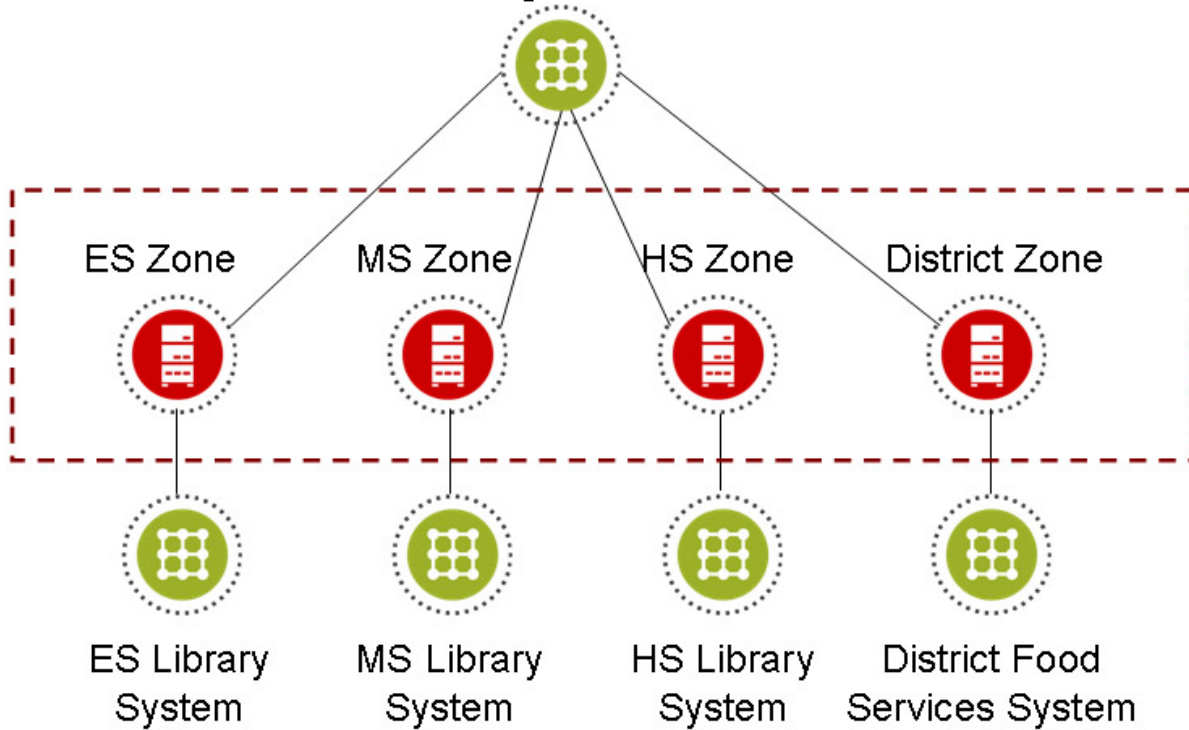 ES Zone
MS Zone
HS Zone
District Zone
ES Library
System
MS Library
System
HS Library
System
District Food
Services System